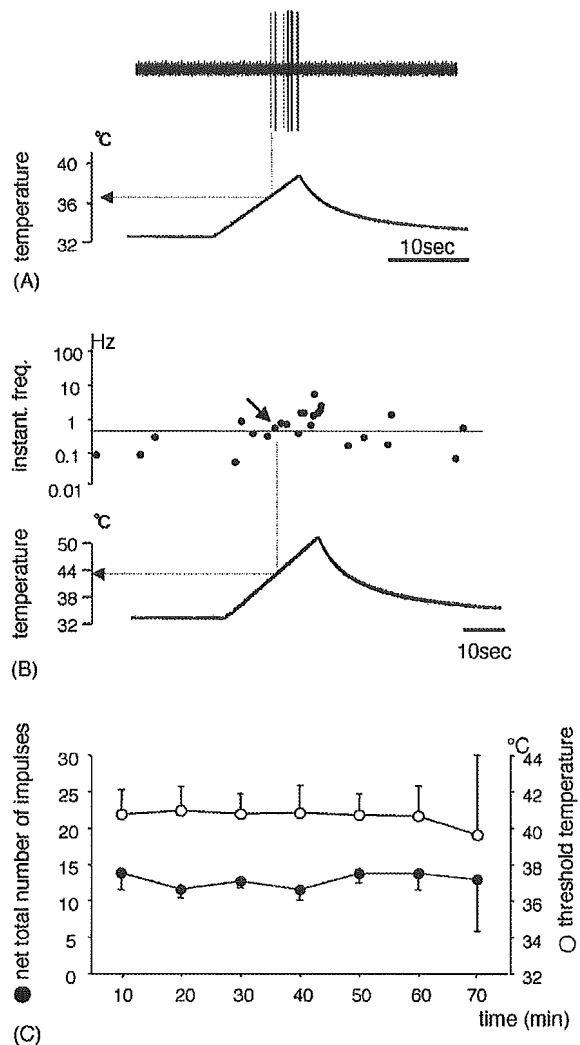 °C
temperature
40
36
32
10sec
(A)
Hz
instant. freq.
100
10
1
0.1
0.01
°C
temperature
50
44
38
32
10sec
(B)
net total number of impulses
30
25
20
15
10
5
0
°C
threshold temperature
44
42
40
38
36
34
32
10 20 30 40 50 60 70
time (min)
(C)